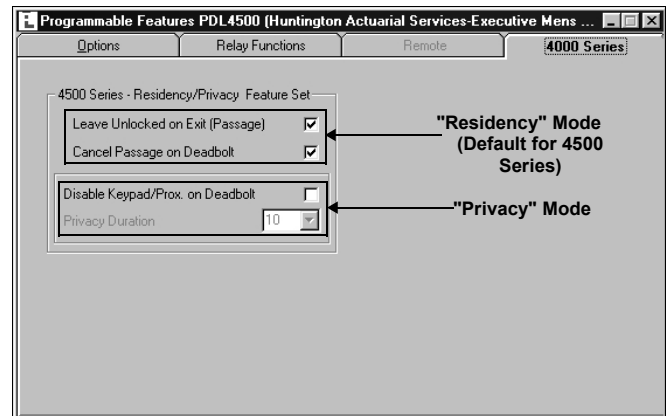 Programmable Features PDL4500 (Huntington Actuarial Services-Executive Mens ...
Options Relay Functions Remote 4000 Series
4500 Series - Residency/Privacy Feature Set
Leave Unlocked on Exit (Passage)
Cancel Passage on Deadbolt
"Residency" Mode
(Default for 4500
Series)
Disable Keypad/Prox. on Deadbolt
Privacy Duration 10
"Privacy" Mode